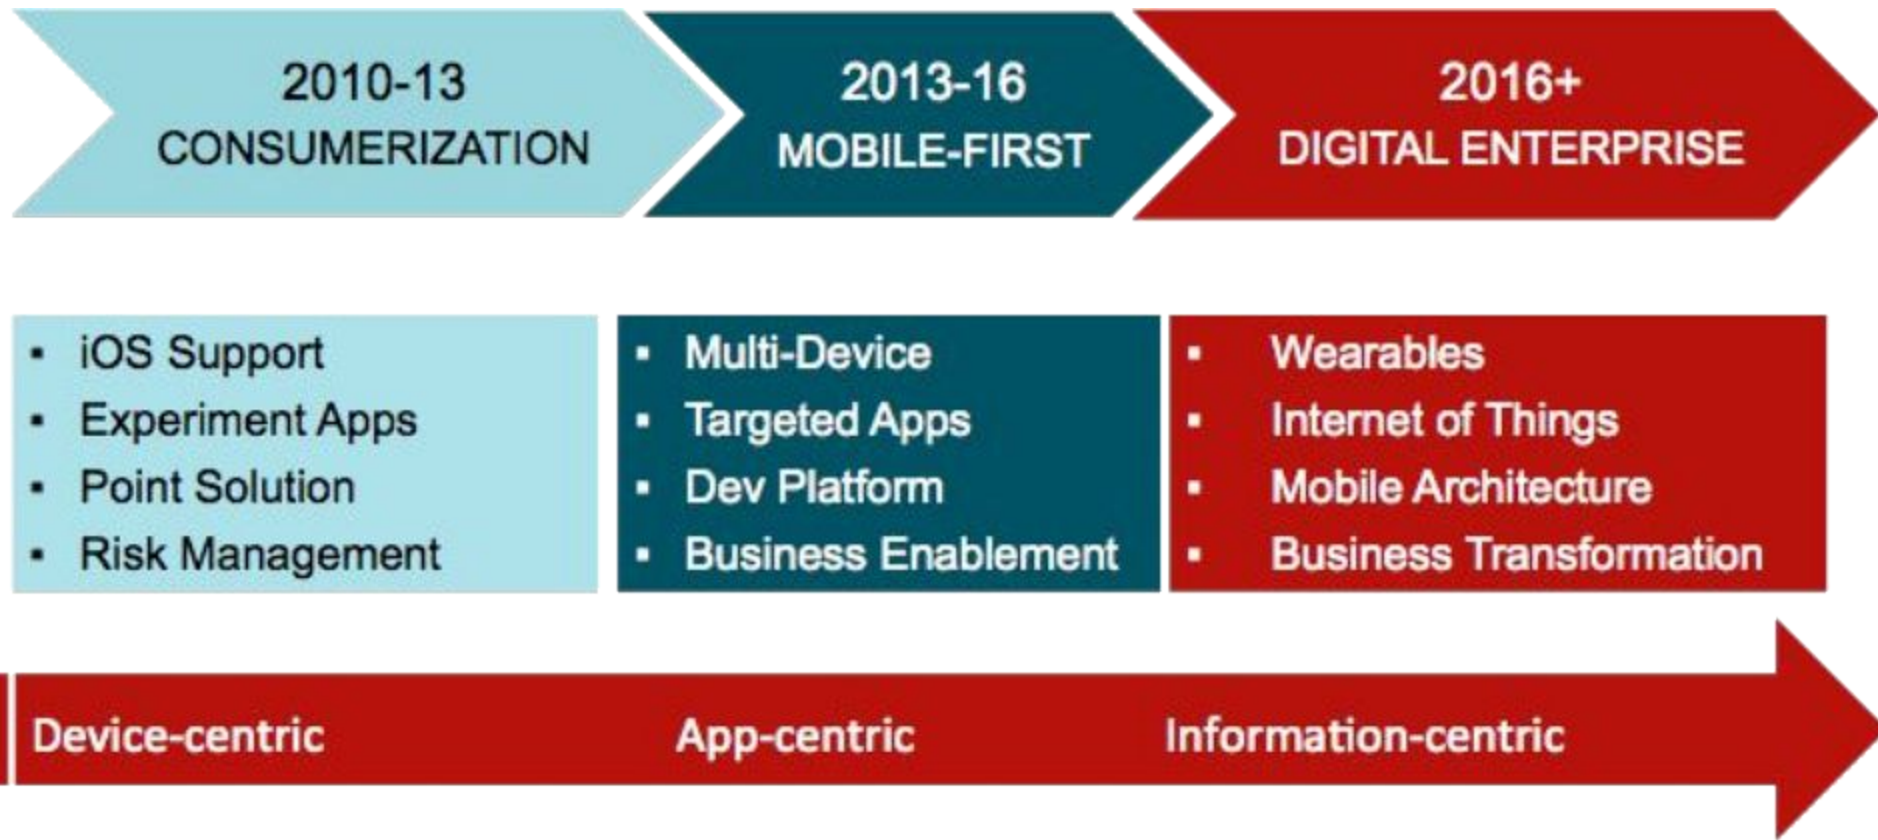 2010-13
CONSUMERIZATION
2013-16
MOBILE-FIRST
2016+
DIGITAL ENTERPRISE
▪ iOS Support
▪ Experiment Apps
▪ Point Solution
▪ Risk Management
▪ Multi-Device
▪ Targeted Apps
▪ Dev Platform
▪ Business Enablement
▪ Wearables
▪ Internet of Things
▪ Mobile Architecture
▪ Business Transformation
Device-centric
App-centric
Information-centric